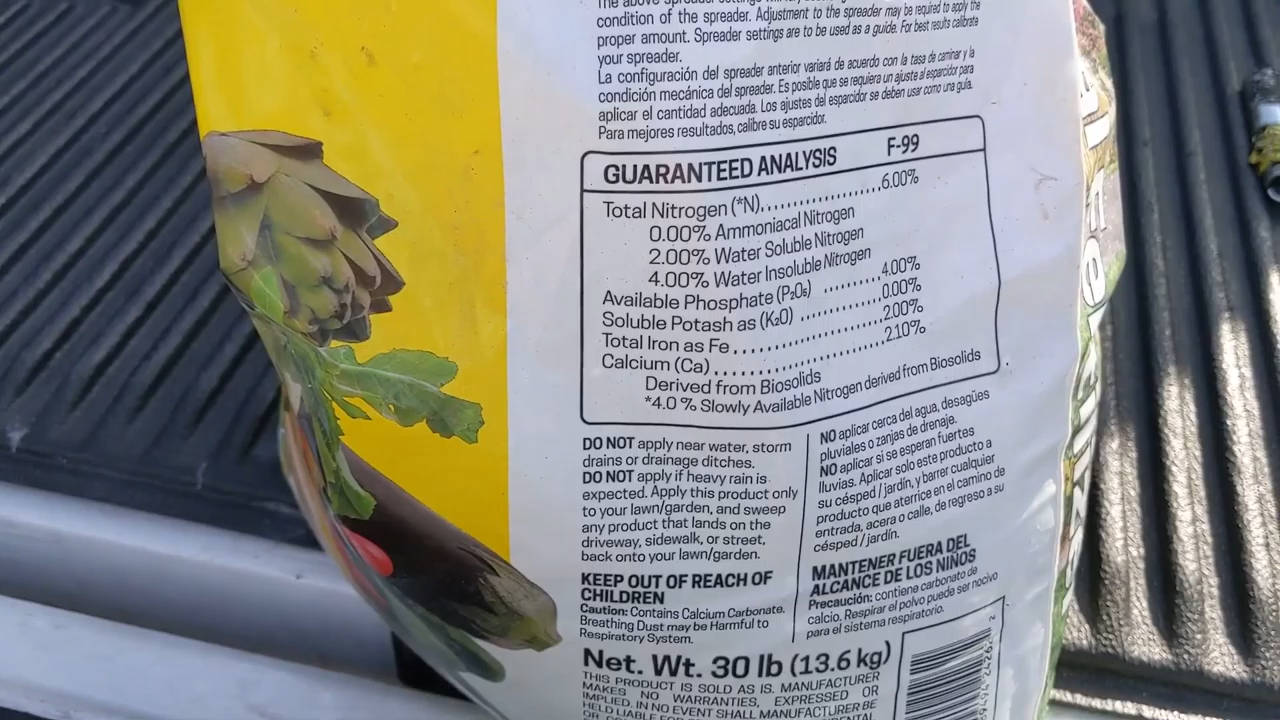 condition of the spreader. Adjustment to the spreader may be required to apply the
proper amount. Spreader settings are to be used as a guide. For best results calibrate
your spreader.
La configuración del spreader anterior variará de acuerdo con la tasa de caminar y la
condición mecánica del spreader. Es posible que se requiera un ajuste al esparcidor para
aplicar el cantidad adecuada. Los ajustes del esparcidor se deben usar como una guía.
Para mejores resultados, calibre su esparcidor.
GUARANTEED ANALYSIS F-99
Total Nitrogen (*N)....................6.00%
0.00% Ammoniacal Nitrogen
2.00% Water Soluble Nitrogen
4.00% Water Insoluble Nitrogen
Available Phosphate (P₂O₅) ..........4.00%
Soluble Potash as (K₂O) ..............0.00%
Total Iron as Fe..........................2.00%
Calcium (Ca)..............................2.10%
Derived from Biosolids
*4.0 % Slowly Available Nitrogen derived from Biosolids
DO NOT apply near water, storm
drains or drainage ditches.
DO NOT apply if heavy rain is
expected. Apply this product only
to your lawn/garden, and sweep
any product that lands on the
driveway, sidewalk, or street,
back onto your lawn/garden.
KEEP OUT OF REACH OF
CHILDREN
Caution: Contains Calcium Carbonate.
Breathing Dust may be Harmful to
Respiratory System.
NO aplicar cerca del agua, desagües
pluviales o zanjas de drenaje.
NO aplicar si se esperan fuertes
lluvias. Aplicar solo este producto a
su césped / jardín, y barrer cualquier
producto que aterrice en el camino de
entrada, acera o calle, de regreso a su
césped / jardín.
MANTENER FUERA DEL
ALCANCE DE LOS NIÑOS
Precaución: contiene carbonato de
calcio. Respirar el polvo puede ser nocivo
para el sistema respiratorio.
Net. Wt. 30 lb (13.6 kg)
THIS PRODUCT IS SOLD AS IS. MANUFACTURER
MAKES NO WARRANTIES, EXPRESSED OR
IMPLIED. IN NO EVENT SHALL MANUFACTURER BE